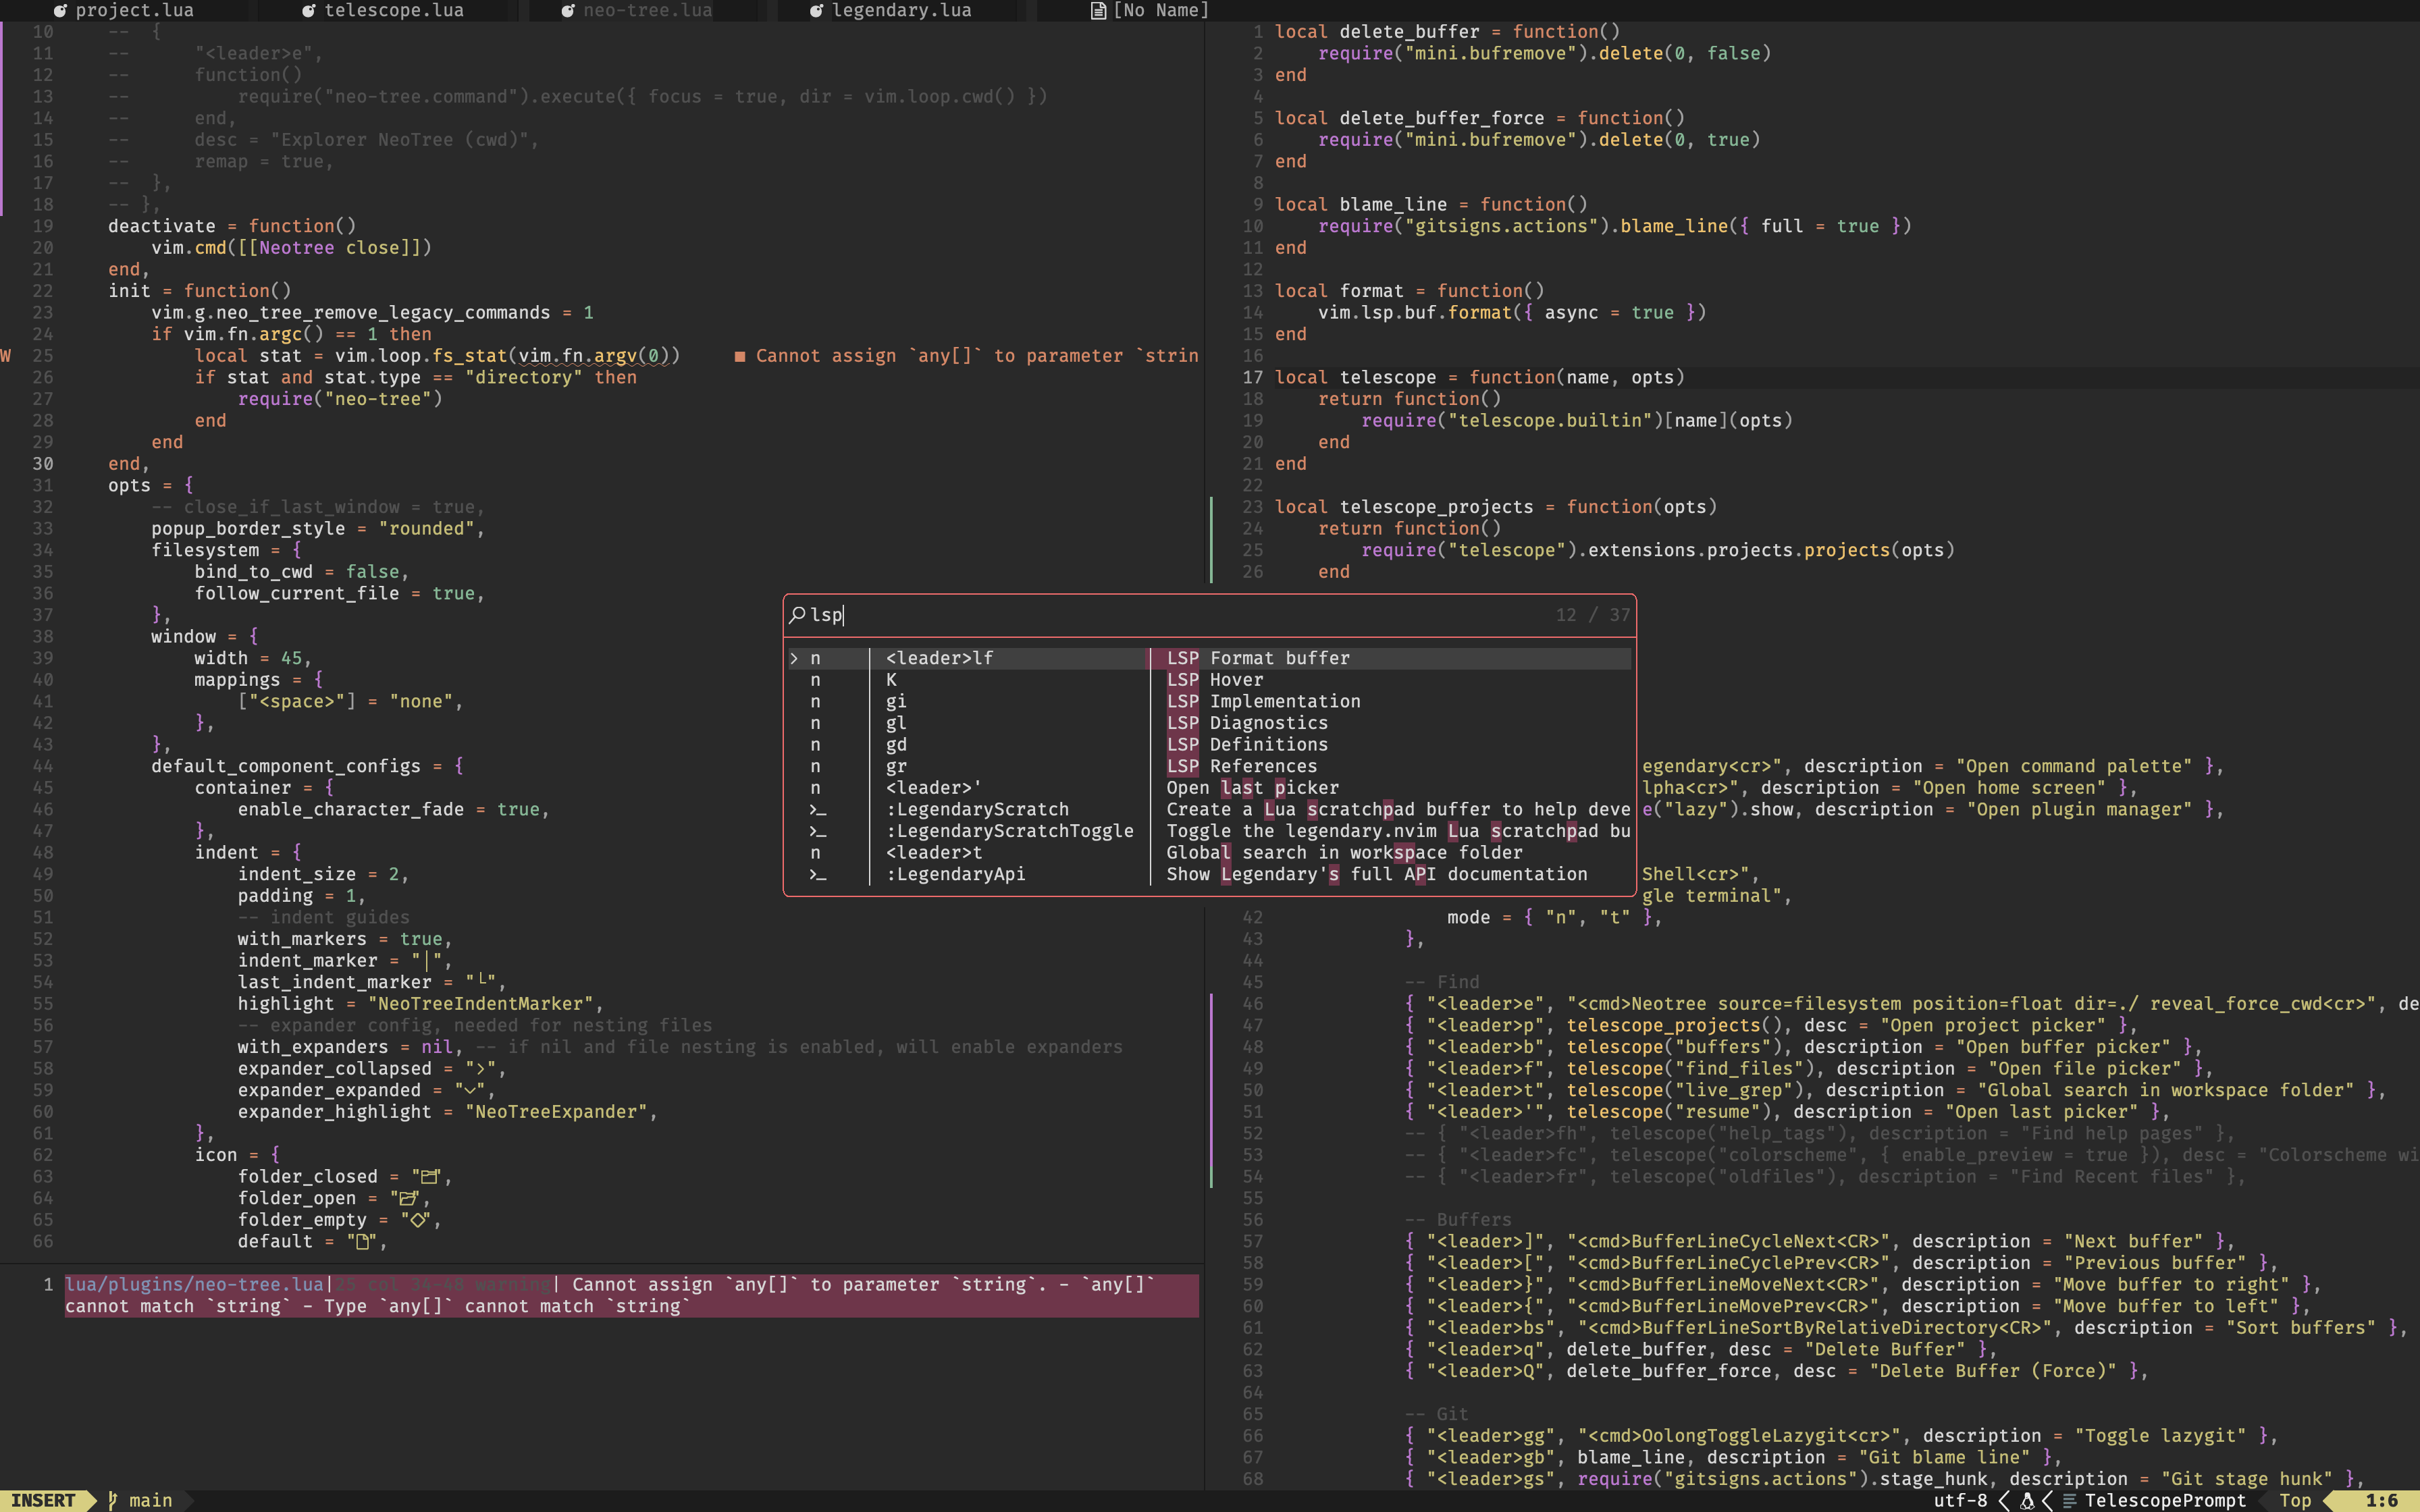 project.lua telescope.lua neo-tree.lua legendary.lua [No Name]
10 -- {
11 -- "<leader>e",
12 -- function()
13 -- require("neo-tree.command").execute({ focus = true, dir = vim.loop.cwd() })
14 -- end,
15 -- desc = "Explorer NeoTree (cwd)",
16 -- remap = true,
17 -- },
18 -- },
19 deactivate = function()
20 vim.cmd([[Neotree close]])
21 end,
22 init = function()
23 vim.g.neo_tree_remove_legacy_commands = 1
24 if vim.fn.argc() == 1 then
W 25 local stat = vim.loop.fs_stat(vim.fn.argv(0)) ■ Cannot assign `any[]` to parameter `strin
26 if stat and stat.type == "directory" then
27 require("neo-tree")
28 end
29 end
30 end,
31 opts = {
32 -- close_if_last_window = true,
33 popup_border_style = "rounded",
34 filesystem = {
35 bind_to_cwd = false,
36 follow_current_file = true,
37 },
38 window = {
39 width = 45,
40 mappings = {
41 ["<space>"] = "none",
42 },
43 },
44 default_component_configs = {
45 container = {
46 enable_character_fade = true,
47 },
48 indent = {
49 indent_size = 2,
50 padding = 1,
51 -- indent guides
52 with_markers = true,
53 indent_marker = "│",
54 last_indent_marker = "└",
55 highlight = "NeoTreeIndentMarker",
56 -- expander config, needed for nesting files
57 with_expanders = nil, -- if nil and file nesting is enabled, will enable expanders
58 expander_collapsed = "",
59 expander_expanded = "",
60 expander_highlight = "NeoTreeExpander",
61 },
62 icon = {
63 folder_closed = "",
64 folder_open = "",
65 folder_empty = "",
66 default = "",
1 lua/plugins/neo-tree.lua|25 col 34-48 warning| Cannot assign `any[]` to parameter `string`. - `any[]`
cannot match `string` - Type `any[]` cannot match `string`
1 local delete_buffer = function()
2 require("mini.bufremove").delete(0, false)
3 end
4
5 local delete_buffer_force = function()
6 require("mini.bufremove").delete(0, true)
7 end
8
9 local blame_line = function()
10 require("gitsigns.actions").blame_line({ full = true })
11 end
12
13 local format = function()
14 vim.lsp.buf.format({ async = true })
15 end
16
17 local telescope = function(name, opts)
18 return function()
19 require("telescope.builtin")[name](opts)
20 end
21 end
22
23 local telescope_projects = function(opts)
24 return function()
25 require("telescope").extensions.projects.projects(opts)
26 end
lsp 12 / 37
> n <leader>lf LSP Format buffer
n K LSP Hover
n gi LSP Implementation
n gl LSP Diagnostics
n gd LSP Definitions
n gr LSP References
n <leader>' Open last picker
>_ :LegendaryScratch Create a Lua scratchpad buffer to help deve
>_ :LegendaryScratchToggle Toggle the legendary.nvim Lua scratchpad bu
n <leader>t Global search in workspace folder
>_ :LegendaryApi Show Legendary's full API documentation
egendary<cr>", description = "Open command palette" },
lpha<cr>", description = "Open home screen" },
e("lazy").show, description = "Open plugin manager" },
Shell<cr>",
gle terminal",
42 mode = { "n", "t" },
43 },
44
45 -- Find
46 { "<leader>e", "<cmd>Neotree source=filesystem position=float dir=./ reveal_force_cwd<cr>", de
47 { "<leader>p", telescope_projects(), desc = "Open project picker" },
48 { "<leader>b", telescope("buffers"), description = "Open buffer picker" },
49 { "<leader>f", telescope("find_files"), description = "Open file picker" },
50 { "<leader>t", telescope("live_grep"), description = "Global search in workspace folder" },
51 { "<leader>'", telescope("resume"), description = "Open last picker" },
52 -- { "<leader>fh", telescope("help_tags"), description = "Find help pages" },
53 -- { "<leader>fc", telescope("colorscheme", { enable_preview = true }), desc = "Colorscheme wi
54 -- { "<leader>fr", telescope("oldfiles"), description = "Find Recent files" },
55
56 -- Buffers
57 { "<leader>]", "<cmd>BufferLineCycleNext<CR>", description = "Next buffer" },
58 { "<leader>[", "<cmd>BufferLineCyclePrev<CR>", description = "Previous buffer" },
59 { "<leader>}", "<cmd>BufferLineMoveNext<CR>", description = "Move buffer to right" },
60 { "<leader>{", "<cmd>BufferLineMovePrev<CR>", description = "Move buffer to left" },
61 { "<leader>bs", "<cmd>BufferLineSortByRelativeDirectory<CR>", description = "Sort buffers" },
62 { "<leader>q", delete_buffer, desc = "Delete Buffer" },
63 { "<leader>Q", delete_buffer_force, desc = "Delete Buffer (Force)" },
64
65 -- Git
66 { "<leader>gg", "<cmd>OolongToggleLazygit<cr>", description = "Toggle lazygit" },
67 { "<leader>gb", blame_line, description = "Git blame line" },
68 { "<leader>gs", require("gitsigns.actions").stage_hunk, description = "Git stage hunk" },
INSERT main utf-8 TelescopePrompt Top 1:6